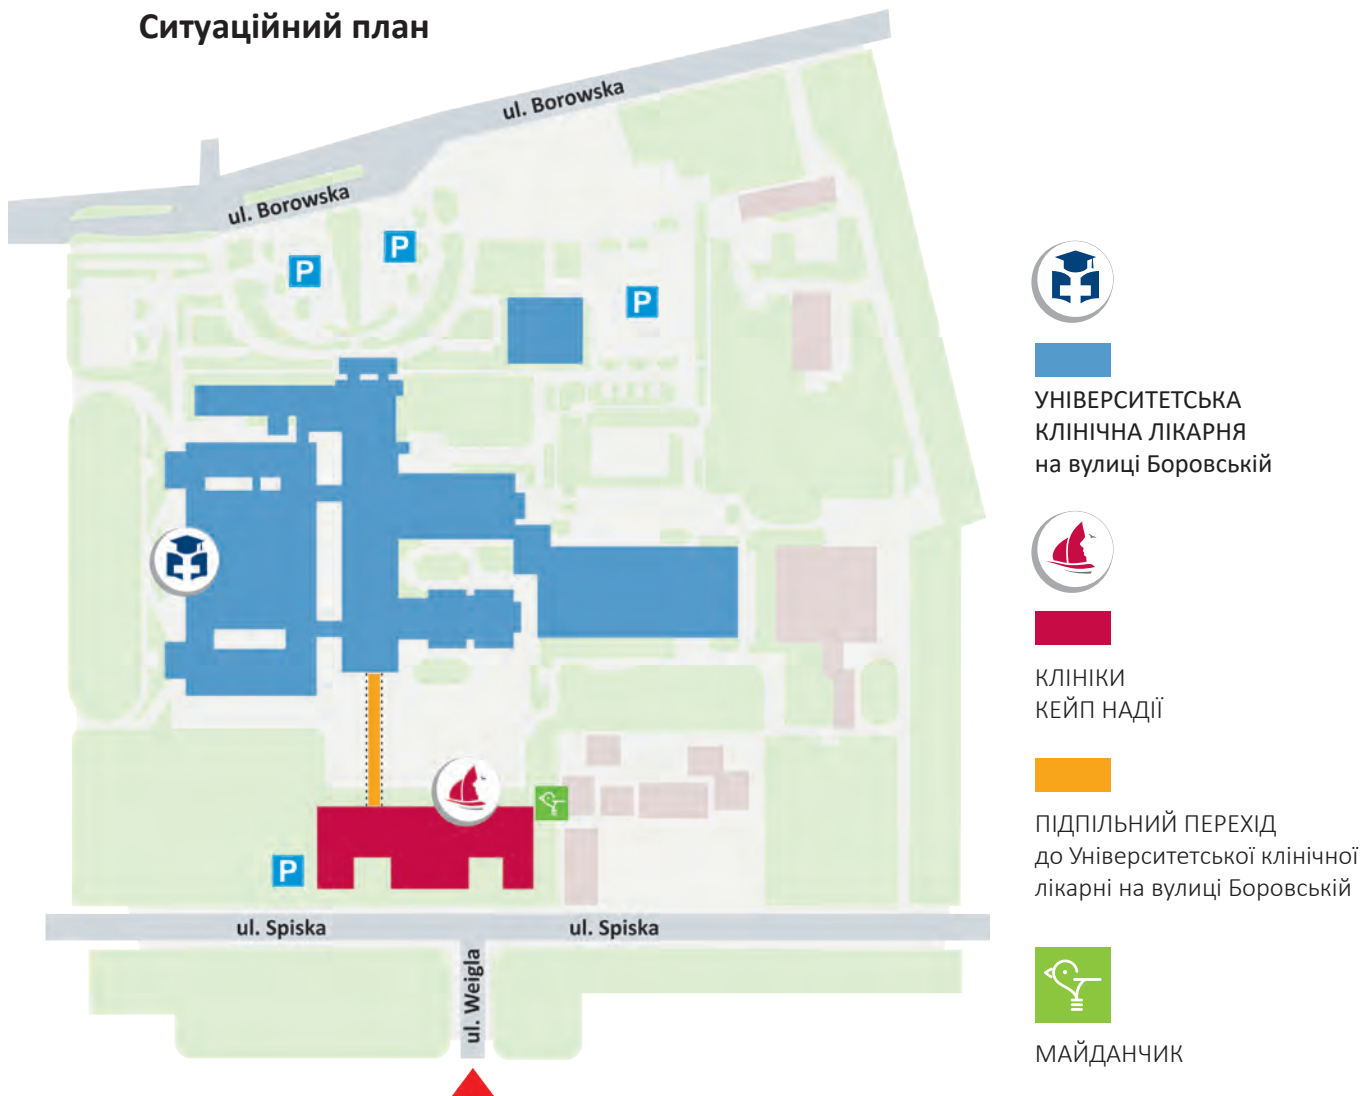 Ситуаційний план
ul. Borowska
ul. Borowska
P
P
P
УНІВЕРСИТЕТСЬКА
КЛІНІЧНА ЛІКАРНЯ
на вулиці Боровській
КЛІНІКИ
КЕЙП НАДІЇ
ПІДПІЛЬНИЙ ПЕРЕХІД
до Університетської клінічної
лікарні на вулиці Боровській
P
ul. Spiska
ul. Spiska
ul. Weigla
МАЙДАНЧИК